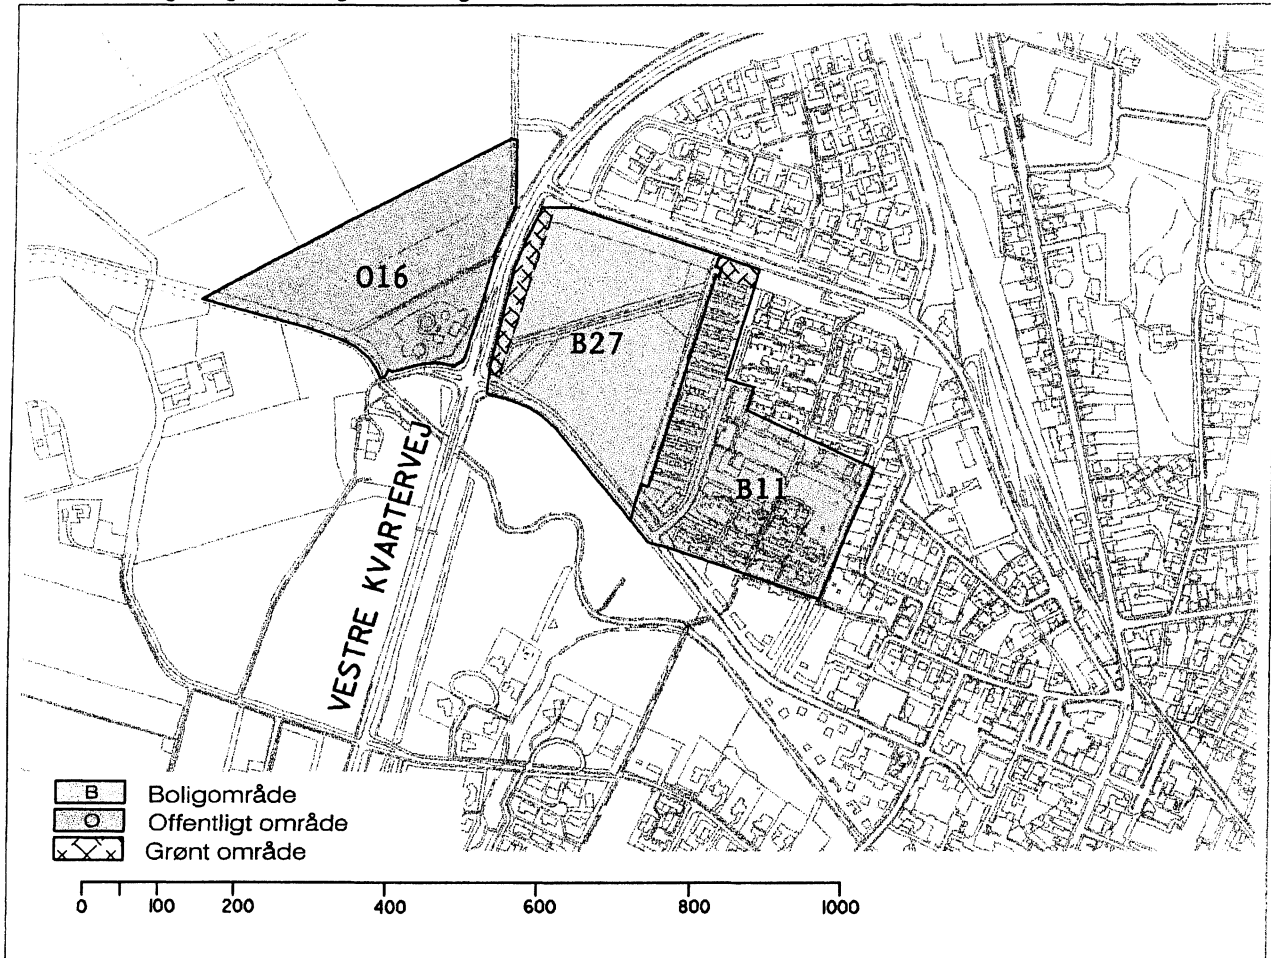 O16
B27
B11
VESTRE KVARTERVEJ
B Boligområde
O Offentligt område
Grønt område
0 100 200 400 600 800 1000